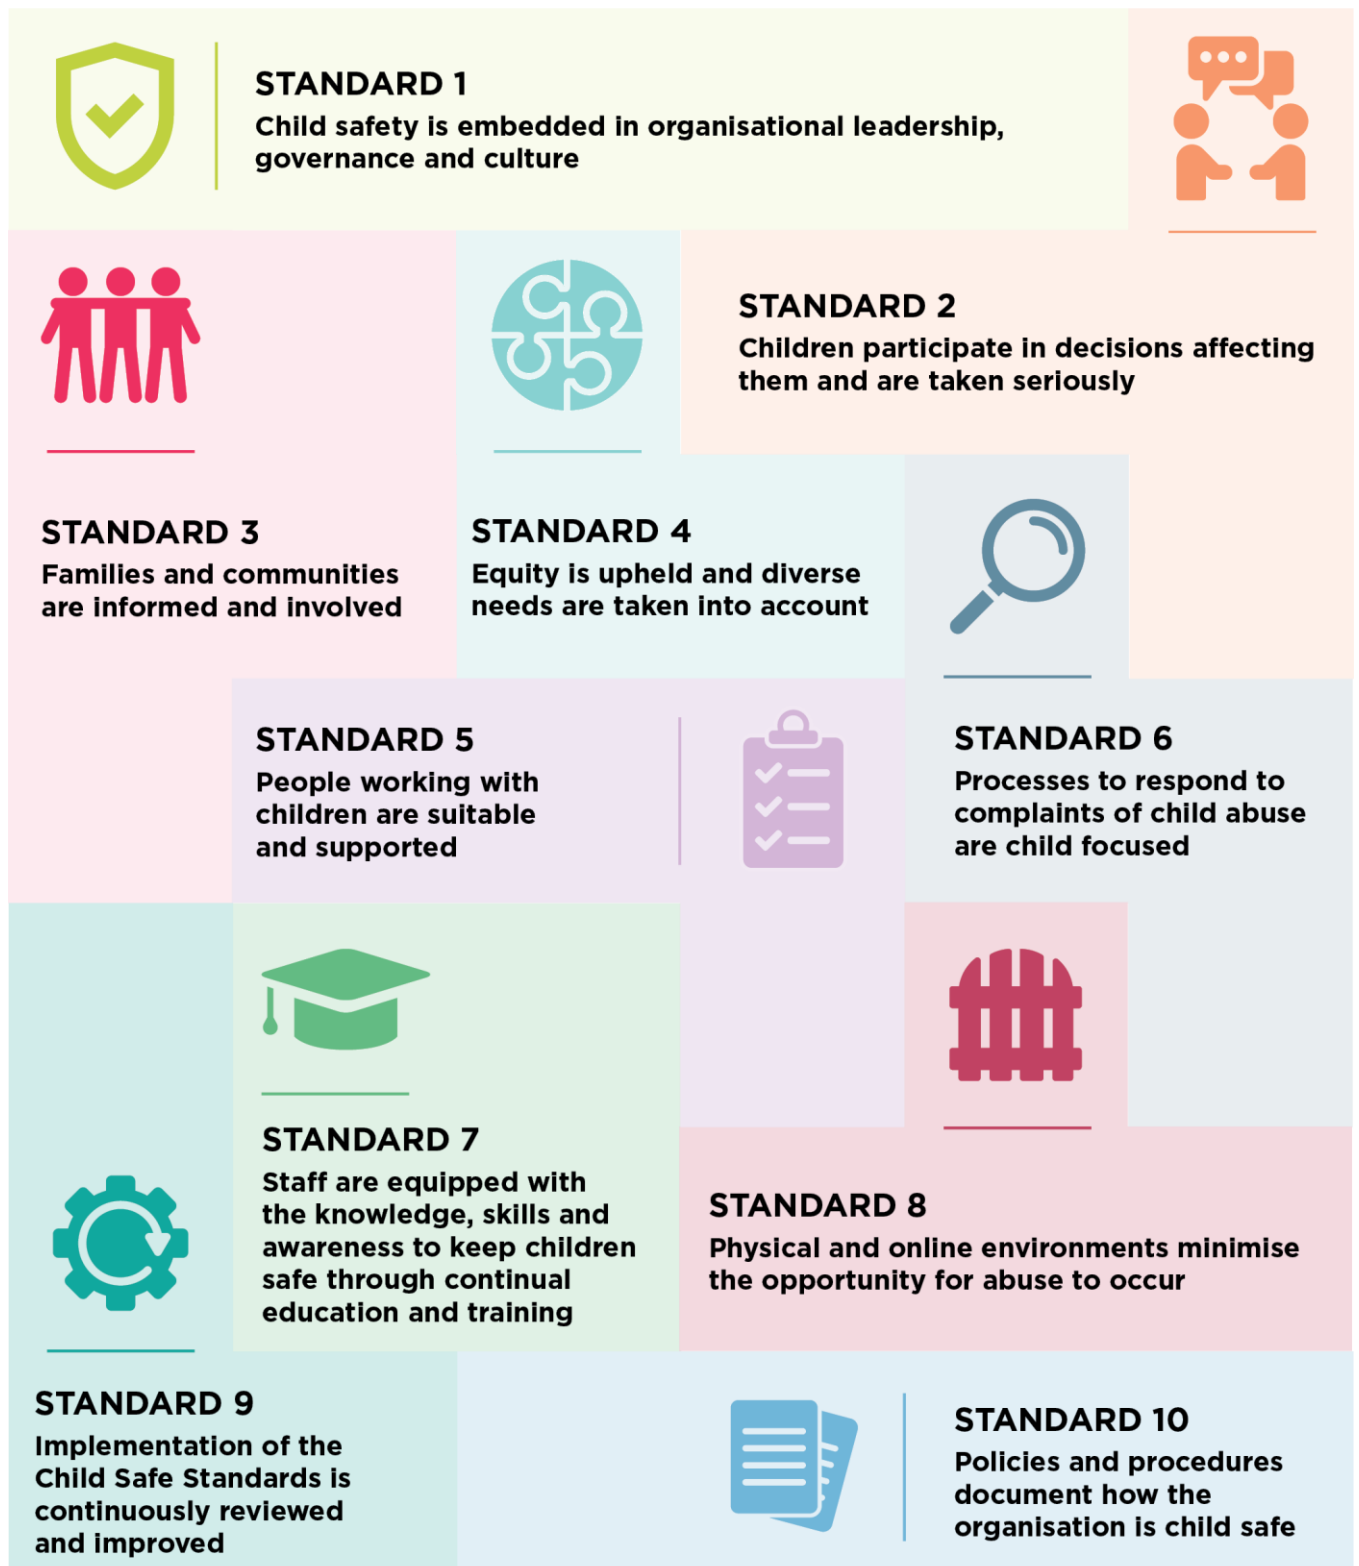 STANDARD 1
Child safety is embedded in organisational leadership,
governance and culture
STANDARD 2
Children participate in decisions affecting
them and are taken seriously
STANDARD 3
Families and communities
are informed and involved
STANDARD 4
Equity is upheld and diverse
needs are taken into account
STANDARD 5
People working with
children are suitable
and supported
STANDARD 6
Processes to respond to
complaints of child abuse
are child focused
STANDARD 7
Staff are equipped with
the knowledge, skills and
awareness to keep children
safe through continual
education and training
STANDARD 8
Physical and online environments minimise
the opportunity for abuse to occur
STANDARD 9
Implementation of the
Child Safe Standards is
continuously reviewed
and improved
STANDARD 10
Policies and procedures
document how the
organisation is child safe